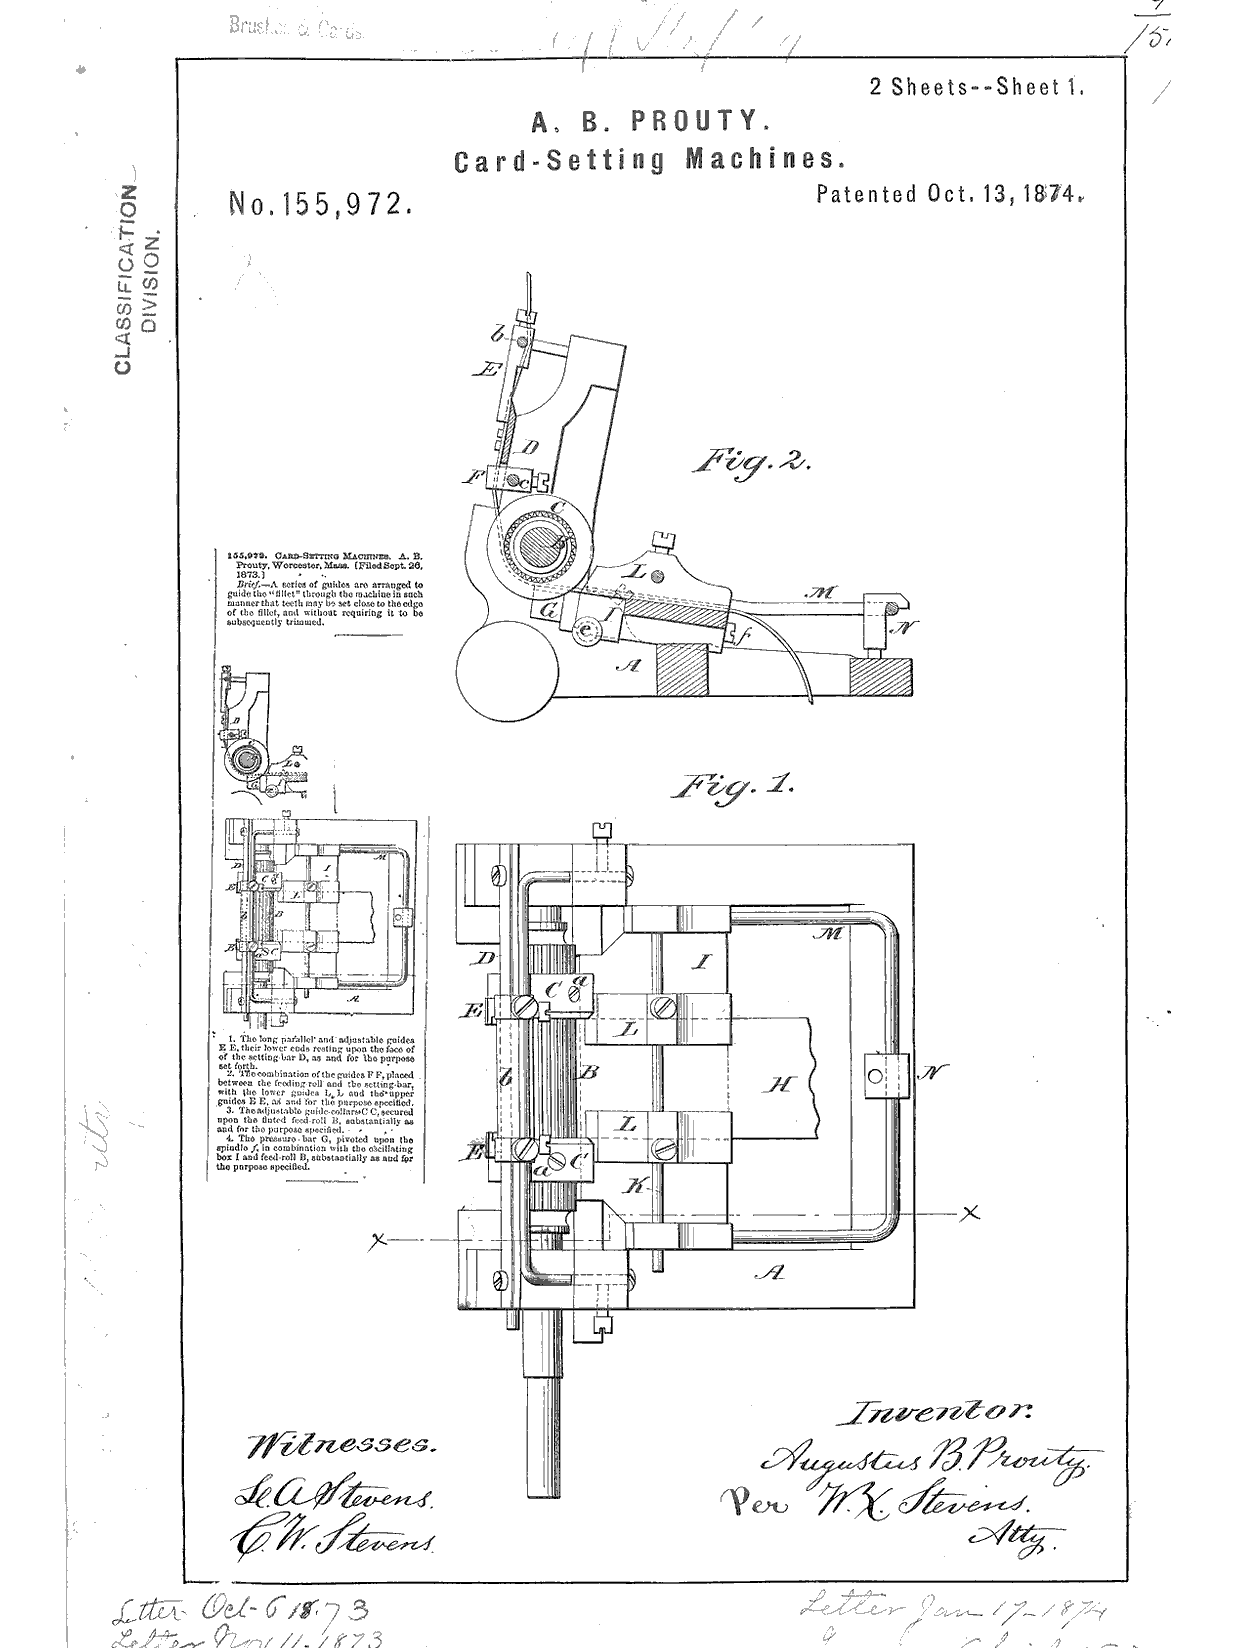 Brushes & Cards.
15.
2 Sheets--Sheet 1.
A. B. PROUTY.
Card-Setting Machines.
No. 155,972.
Patented Oct. 13, 1874.
CLASSIFICATION
DIVISION.
b
E
D
F
c
C
B
Fig. 2.
L
M
G
I
N
e
f
A
155,972. CARD-SETTING MACHINES. A. B.
Prouty, Worcester, Mass. [Filed Sept. 26,
1873.]
Brief.—A series of guides are arranged to
guide the "fillet" through the machine in such
manner that teeth may be set close to the edge
of the fillet, and without requiring it to be
subsequently trimmed.
Fig. 1.
D
M
I
C
a
E
L
b
B
H
N
L
E
a
C
K
x
x
A
1. The long parallel and adjustable guides
E E, their lower ends resting upon the face of
of the setting-bar D, as and for the purpose
set forth.
2. The combination of the guides F F, placed
between the feeding-roll and the setting-bar,
with the lower guides L L and the upper
guides E E, as and for the purpose specified.
3. The adjustable guide-collars C C, secured
upon the fluted feed-roll B, substantially as
and for the purpose specified.
4. The pressure-bar G, pivoted upon the
spindle f, in combination with the oscillating
box I and feed-roll B, substantially as and for
the purpose specified.
Witnesses.
L. A. Stevens.
C. W. Stevens.
Inventor.
Augustus B. Prouty.
Per W. X. Stevens.
Atty.
Letter Oct-6 1873
Letter Nov 11-1873
Letter Jan 17-1874